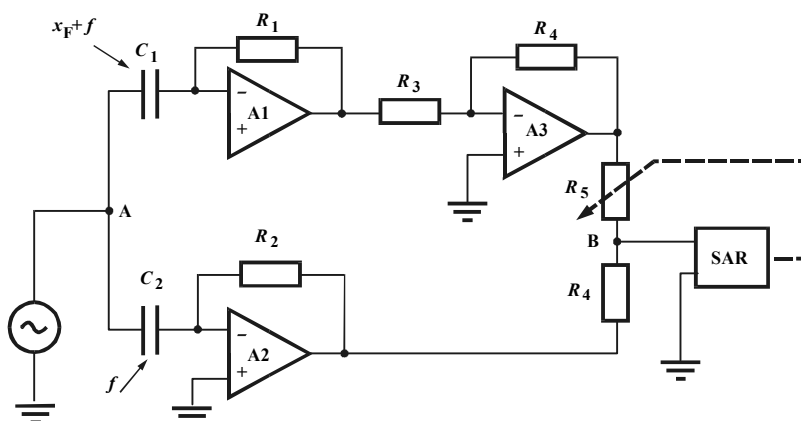 x_F + f
C_1
R_1
R_4
R_3
–
A1
+
–
A3
+
R_5
A
B
SAR
R_2
C_2
R_4
–
A2
+
f